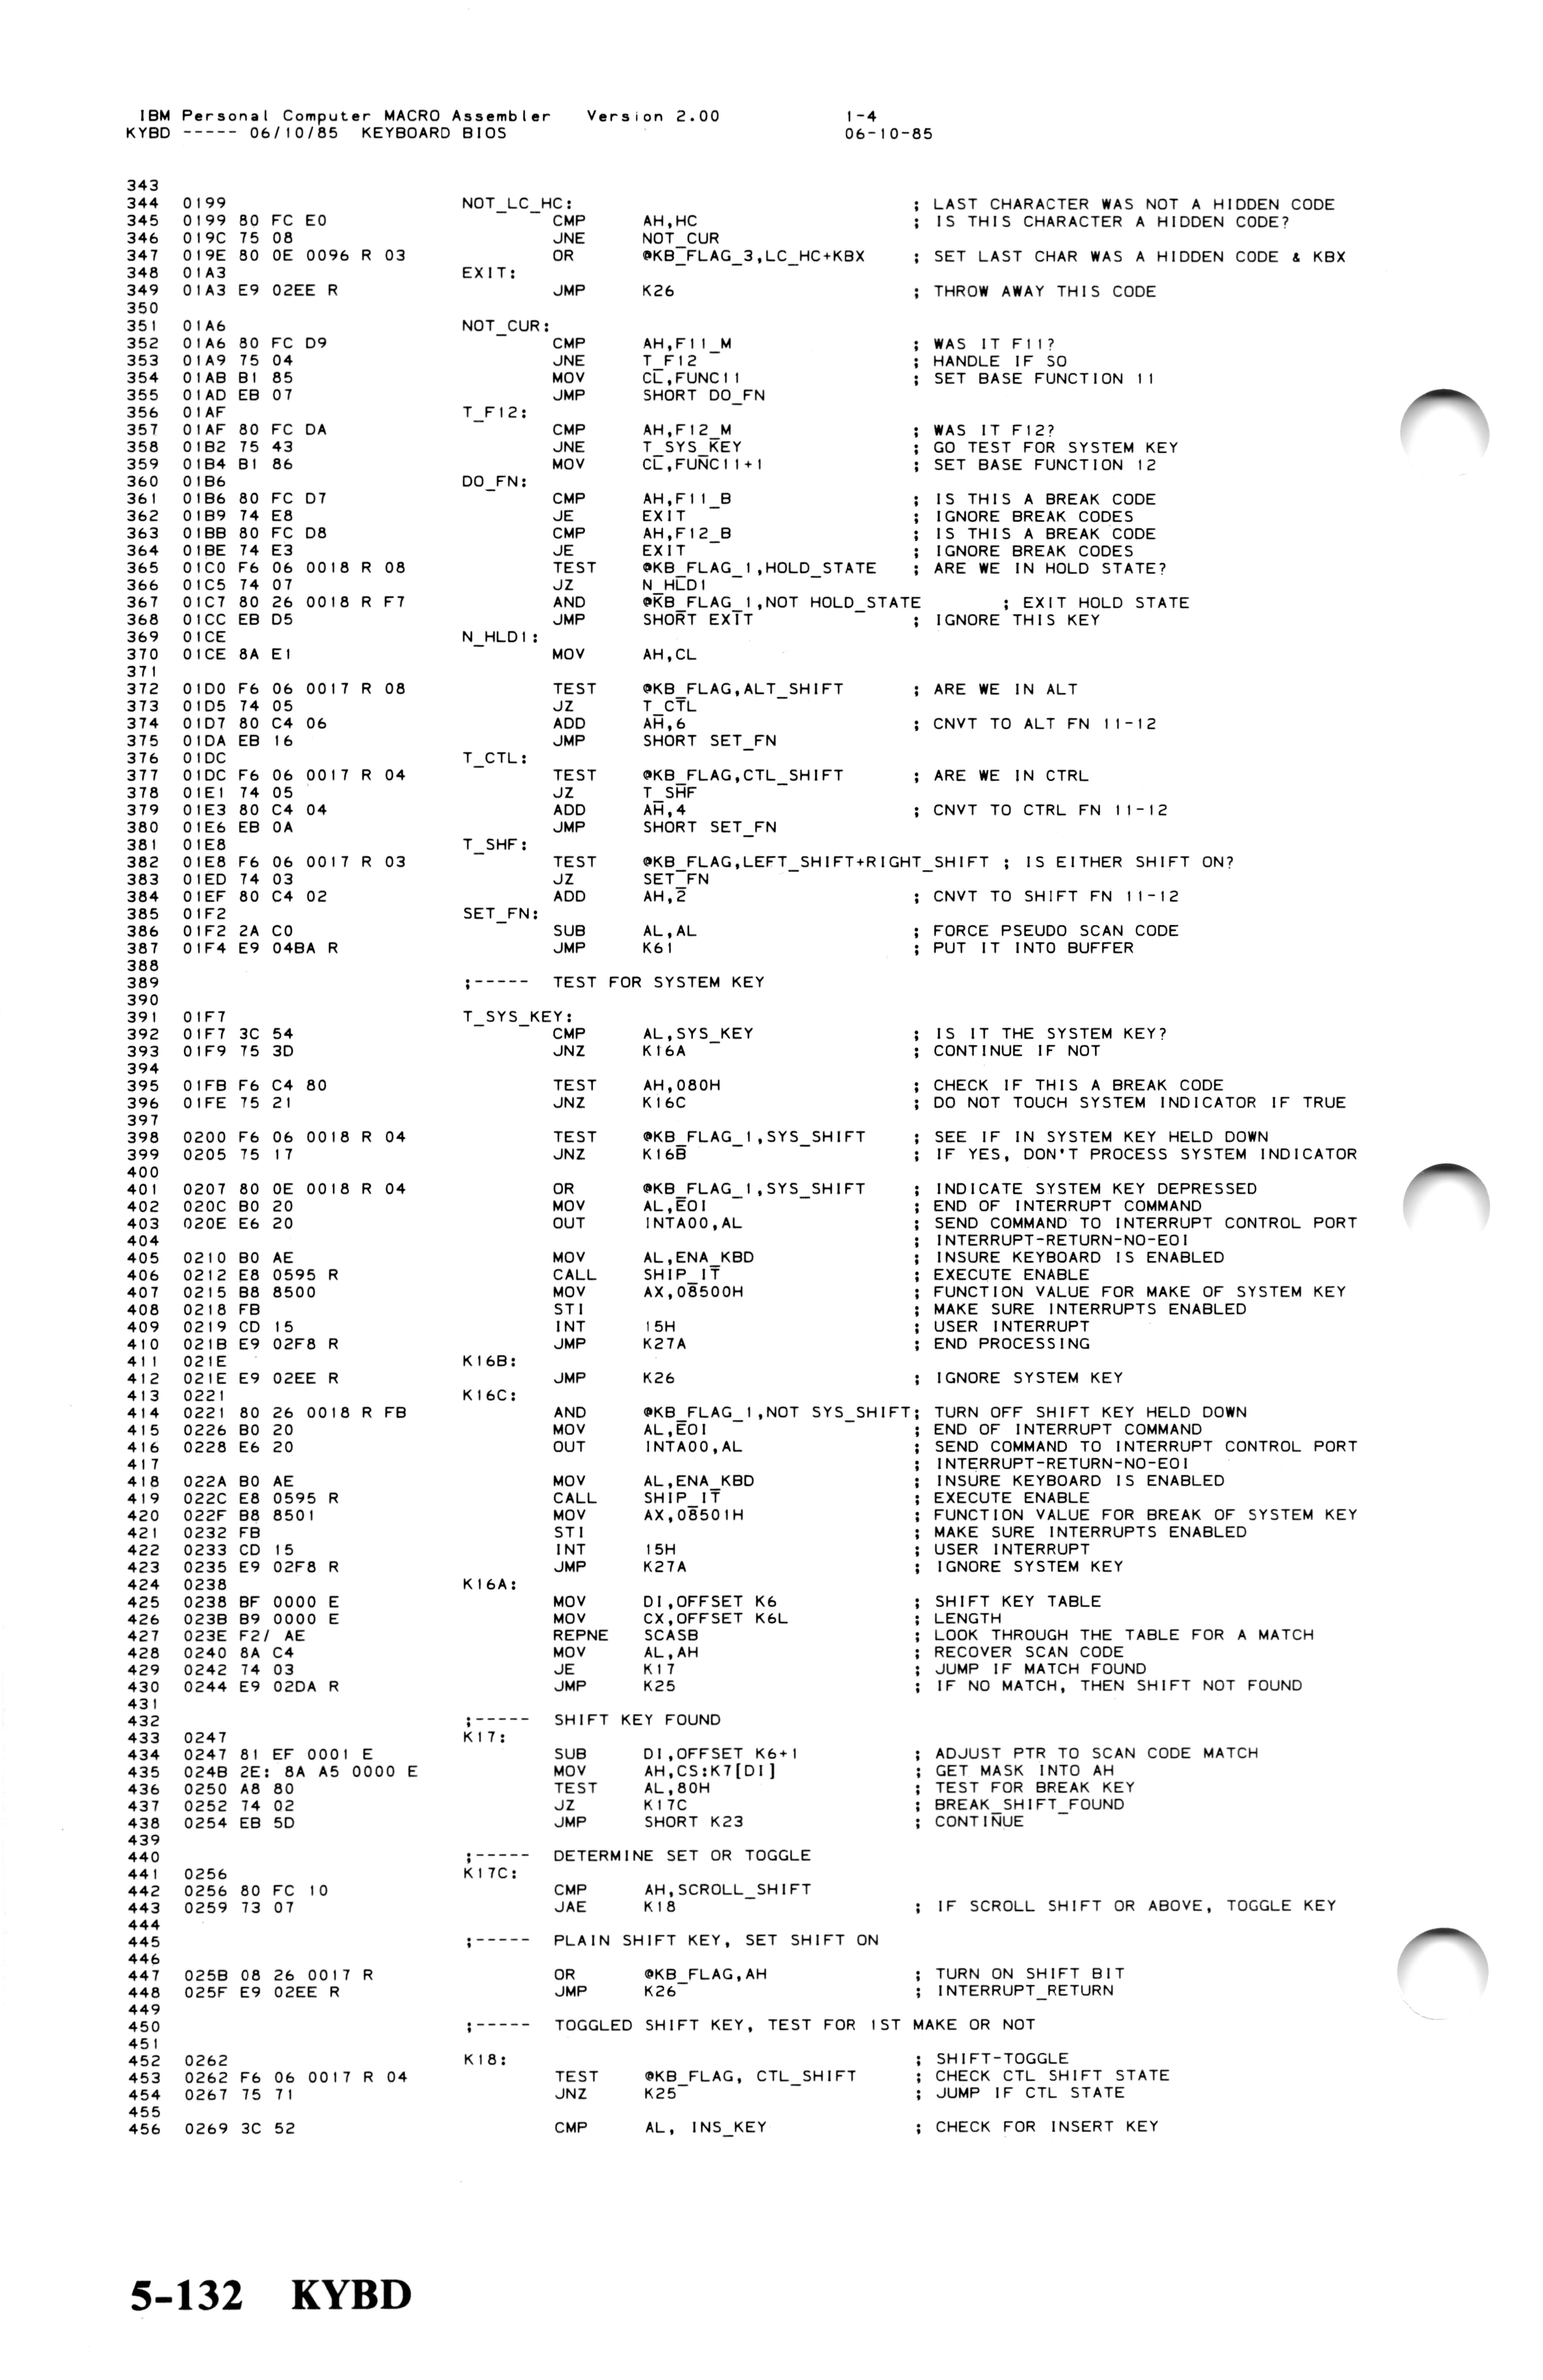 IBM Personal Computer MACRO Assembler   Version 2.00   1-4
KYBD ----- 06/10/85  KEYBOARD BIOS   06-10-85
343
344  0199   NOT_LC_HC:   ; LAST CHARACTER WAS NOT A HIDDEN CODE
345  0199 80 FC E0   CMP   AH,HC   ; IS THIS CHARACTER A HIDDEN CODE?
346  019C 75 08   JNE   NOT_CUR
347  019E 80 0E 0096 R 03   OR   @KB_FLAG_3,LC_HC+KBX   ; SET LAST CHAR WAS A HIDDEN CODE & KBX
348  01A3   EXIT:
349  01A3 E9 02EE R   JMP   K26   ; THROW AWAY THIS CODE
350
351  01A6   NOT_CUR:
352  01A6 80 FC D9   CMP   AH,F11_M   ; WAS IT F11?
353  01A9 75 04   JNE   T_F12   ; HANDLE IF SO
354  01AB B1 85   MOV   CL,FUNC11   ; SET BASE FUNCTION 11
355  01AD EB 07   JMP   SHORT DO_FN
356  01AF   T_F12:
357  01AF 80 FC DA   CMP   AH,F12_M   ; WAS IT F12?
358  01B2 75 43   JNE   T_SYS_KEY   ; GO TEST FOR SYSTEM KEY
359  01B4 B1 86   MOV   CL,FUNC11+1   ; SET BASE FUNCTION 12
360  01B6   DO_FN:
361  01B6 80 FC D7   CMP   AH,F11_B   ; IS THIS A BREAK CODE
362  01B9 74 E8   JE   EXIT   ; IGNORE BREAK CODES
363  01BB 80 FC D8   CMP   AH,F12_B   ; IS THIS A BREAK CODE
364  01BE 74 E3   JE   EXIT   ; IGNORE BREAK CODES
365  01C0 F6 06 0018 R 08   TEST   @KB_FLAG_1,HOLD_STATE   ; ARE WE IN HOLD STATE?
366  01C5 74 07   JZ   N_HLD1
367  01C7 80 26 0018 R F7   AND   @KB_FLAG_1,NOT HOLD_STATE   ; EXIT HOLD STATE
368  01CC EB D5   JMP   SHORT EXIT   ; IGNORE THIS KEY
369  01CE   N_HLD1:
370  01CE 8A E1   MOV   AH,CL
371
372  01D0 F6 06 0017 R 08   TEST   @KB_FLAG,ALT_SHIFT   ; ARE WE IN ALT
373  01D5 74 05   JZ   T_CTL
374  01D7 80 C4 06   ADD   AH,6   ; CNVT TO ALT FN 11-12
375  01DA EB 16   JMP   SHORT SET_FN
376  01DC   T_CTL:
377  01DC F6 06 0017 R 04   TEST   @KB_FLAG,CTL_SHIFT   ; ARE WE IN CTRL
378  01E1 74 05   JZ   T_SHF
379  01E3 80 C4 04   ADD   AH,4   ; CNVT TO CTRL FN 11-12
380  01E6 EB 0A   JMP   SHORT SET_FN
381  01E8   T_SHF:
382  01E8 F6 06 0017 R 03   TEST   @KB_FLAG,LEFT_SHIFT+RIGHT_SHIFT ; IS EITHER SHIFT ON?
383  01ED 74 03   JZ   SET_FN
384  01EF 80 C4 02   ADD   AH,2   ; CNVT TO SHIFT FN 11-12
385  01F2   SET_FN:
386  01F2 2A C0   SUB   AL,AL   ; FORCE PSEUDO SCAN CODE
387  01F4 E9 04BA R   JMP   K61   ; PUT IT INTO BUFFER
388
389   ;----- TEST FOR SYSTEM KEY
390
391  01F7   T_SYS_KEY:
392  01F7 3C 54   CMP   AL,SYS_KEY   ; IS IT THE SYSTEM KEY?
393  01F9 75 3D   JNZ   K16A   ; CONTINUE IF NOT
394
395  01FB F6 C4 80   TEST   AH,080H   ; CHECK IF THIS A BREAK CODE
396  01FE 75 21   JNZ   K16C   ; DO NOT TOUCH SYSTEM INDICATOR IF TRUE
397
398  0200 F6 06 0018 R 04   TEST   @KB_FLAG_1,SYS_SHIFT   ; SEE IF IN SYSTEM KEY HELD DOWN
399  0205 75 17   JNZ   K16B   ; IF YES, DON'T PROCESS SYSTEM INDICATOR
400
401  0207 80 0E 0018 R 04   OR   @KB_FLAG_1,SYS_SHIFT   ; INDICATE SYSTEM KEY DEPRESSED
402  020C B0 20   MOV   AL,EOI   ; END OF INTERRUPT COMMAND
403  020E E6 20   OUT   INTA00,AL   ; SEND COMMAND TO INTERRUPT CONTROL PORT
404   ; INTERRUPT-RETURN-NO-EOI
405  0210 B0 AE   MOV   AL,ENA_KBD   ; INSURE KEYBOARD IS ENABLED
406  0212 E8 0595 R   CALL   SHIP_IT   ; EXECUTE ENABLE
407  0215 B8 8500   MOV   AX,08500H   ; FUNCTION VALUE FOR MAKE OF SYSTEM KEY
408  0218 FB   STI   ; MAKE SURE INTERRUPTS ENABLED
409  0219 CD 15   INT   15H   ; USER INTERRUPT
410  021B E9 02F8 R   JMP   K27A   ; END PROCESSING
411  021E   K16B:
412  021E E9 02EE R   JMP   K26   ; IGNORE SYSTEM KEY
413  0221   K16C:
414  0221 80 26 0018 R FB   AND   @KB_FLAG_1,NOT SYS_SHIFT; TURN OFF SHIFT KEY HELD DOWN
415  0226 B0 20   MOV   AL,EOI   ; END OF INTERRUPT COMMAND
416  0228 E6 20   OUT   INTA00,AL   ; SEND COMMAND TO INTERRUPT CONTROL PORT
417   ; INTERRUPT-RETURN-NO-EOI
418  022A B0 AE   MOV   AL,ENA_KBD   ; INSURE KEYBOARD IS ENABLED
419  022C E8 0595 R   CALL   SHIP_IT   ; EXECUTE ENABLE
420  022F B8 8501   MOV   AX,08501H   ; FUNCTION VALUE FOR BREAK OF SYSTEM KEY
421  0232 FB   STI   ; MAKE SURE INTERRUPTS ENABLED
422  0233 CD 15   INT   15H   ; USER INTERRUPT
423  0235 E9 02F8 R   JMP   K27A   ; IGNORE SYSTEM KEY
424  0238   K16A:
425  0238 BF 0000 E   MOV   DI,OFFSET K6   ; SHIFT KEY TABLE
426  023B B9 0000 E   MOV   CX,OFFSET K6L   ; LENGTH
427  023E F2/ AE   REPNE   SCASB   ; LOOK THROUGH THE TABLE FOR A MATCH
428  0240 8A C4   MOV   AL,AH   ; RECOVER SCAN CODE
429  0242 74 03   JE   K17   ; JUMP IF MATCH FOUND
430  0244 E9 02DA R   JMP   K25   ; IF NO MATCH, THEN SHIFT NOT FOUND
431
432   ;----- SHIFT KEY FOUND
433  0247   K17:
434  0247 81 EF 0001 E   SUB   DI,OFFSET K6+1   ; ADJUST PTR TO SCAN CODE MATCH
435  024B 2E: 8A A5 0000 E   MOV   AH,CS:K7[DI]   ; GET MASK INTO AH
436  0250 A8 80   TEST   AL,80H   ; TEST FOR BREAK KEY
437  0252 74 02   JZ   K17C   ; BREAK_SHIFT_FOUND
438  0254 EB 5D   JMP   SHORT K23   ; CONTINUE
439
440   ;----- DETERMINE SET OR TOGGLE
441  0256   K17C:
442  0256 80 FC 10   CMP   AH,SCROLL_SHIFT
443  0259 73 07   JAE   K18   ; IF SCROLL SHIFT OR ABOVE, TOGGLE KEY
444
445   ;----- PLAIN SHIFT KEY, SET SHIFT ON
446
447  025B 08 26 0017 R   OR   @KB_FLAG,AH   ; TURN ON SHIFT BIT
448  025F E9 02EE R   JMP   K26   ; INTERRUPT_RETURN
449
450   ;----- TOGGLED SHIFT KEY, TEST FOR 1ST MAKE OR NOT
451
452  0262   K18:   ; SHIFT-TOGGLE
453  0262 F6 06 0017 R 04   TEST   @KB_FLAG, CTL_SHIFT   ; CHECK CTL SHIFT STATE
454  0267 75 71   JNZ   K25   ; JUMP IF CTL STATE
455
456  0269 3C 52   CMP   AL, INS_KEY   ; CHECK FOR INSERT KEY
5-132  KYBD